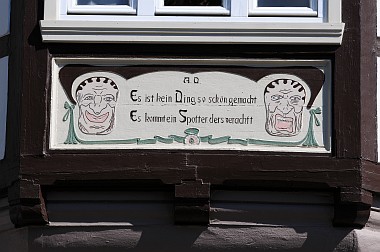 A.D.
Es ist kein Ding so schön gemacht
Es kommt ein Spötter ders veracht